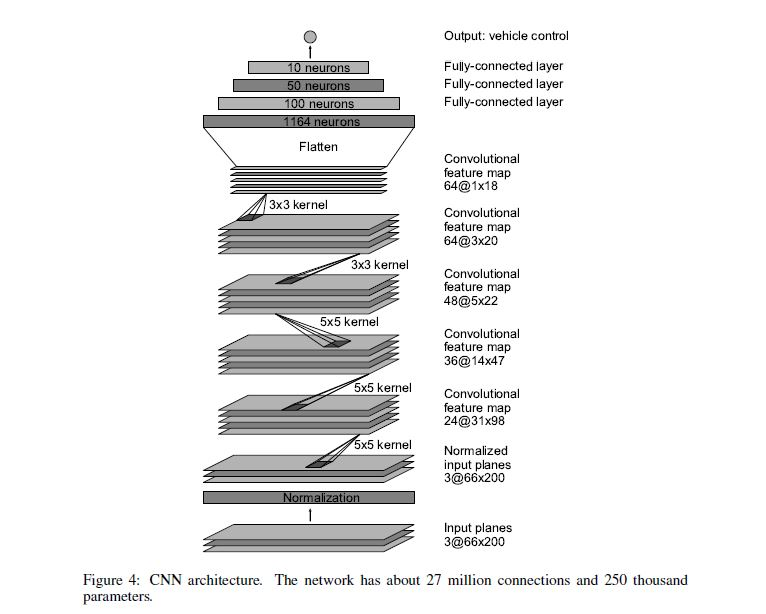 Output: vehicle control
10 neurons
Fully-connected layer
50 neurons
Fully-connected layer
100 neurons
Fully-connected layer
1164 neurons
Flatten
Convolutional
feature map
64@1x18
3x3 kernel
Convolutional
feature map
64@3x20
3x3 kernel
Convolutional
feature map
48@5x22
5x5 kernel
Convolutional
feature map
36@14x47
5x5 kernel
Convolutional
feature map
24@31x98
5x5 kernel
Normalized
input planes
3@66x200
Normalization
Input planes
3@66x200
Figure 4: CNN architecture. The network has about 27 million connections and 250 thousand
parameters.